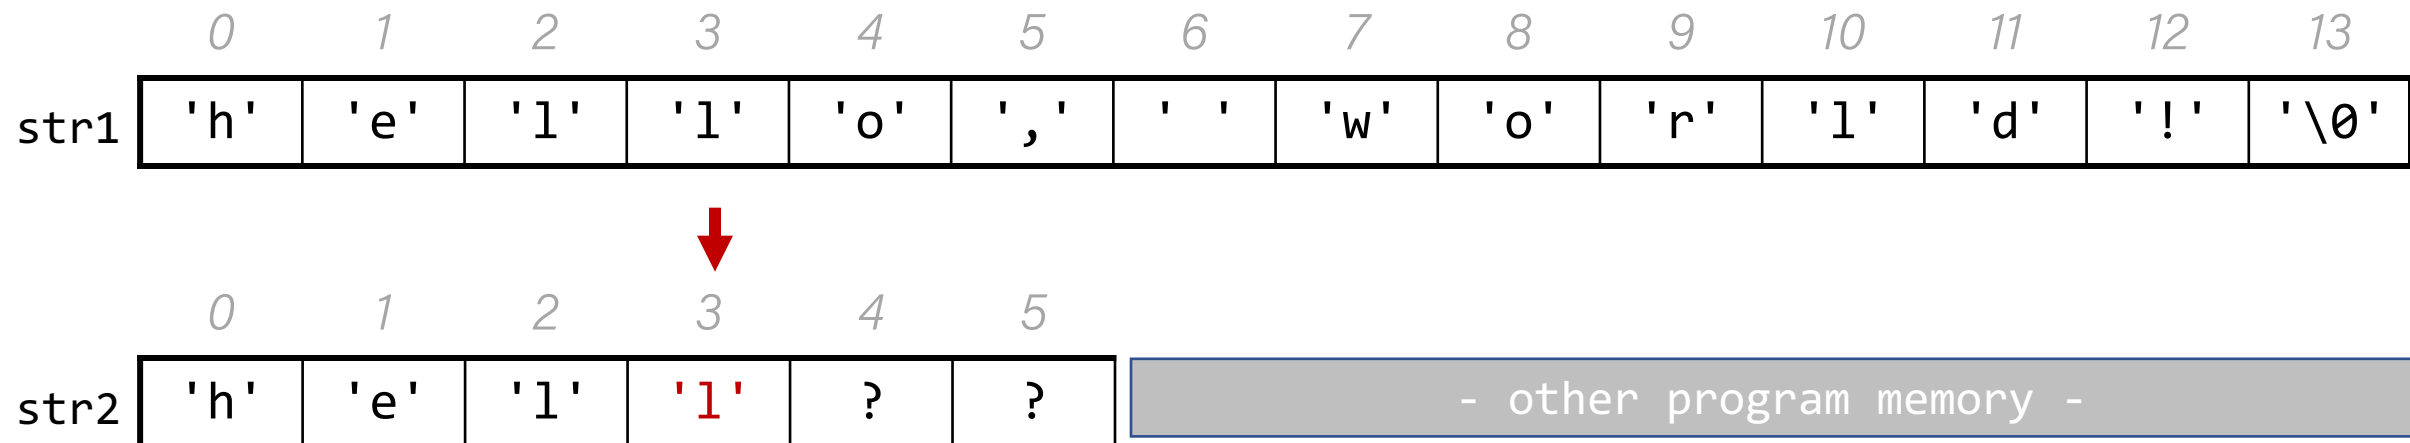 0 1 2 3 4 5 6 7 8 9 10 11 12 13
str1 'h' 'e' 'l' 'l' 'o' ',' ' ' 'w' 'o' 'r' 'l' 'd' '!' '\0'
0 1 2 3 4 5
str2 'h' 'e' 'l' 'l' ? ? - other program memory -